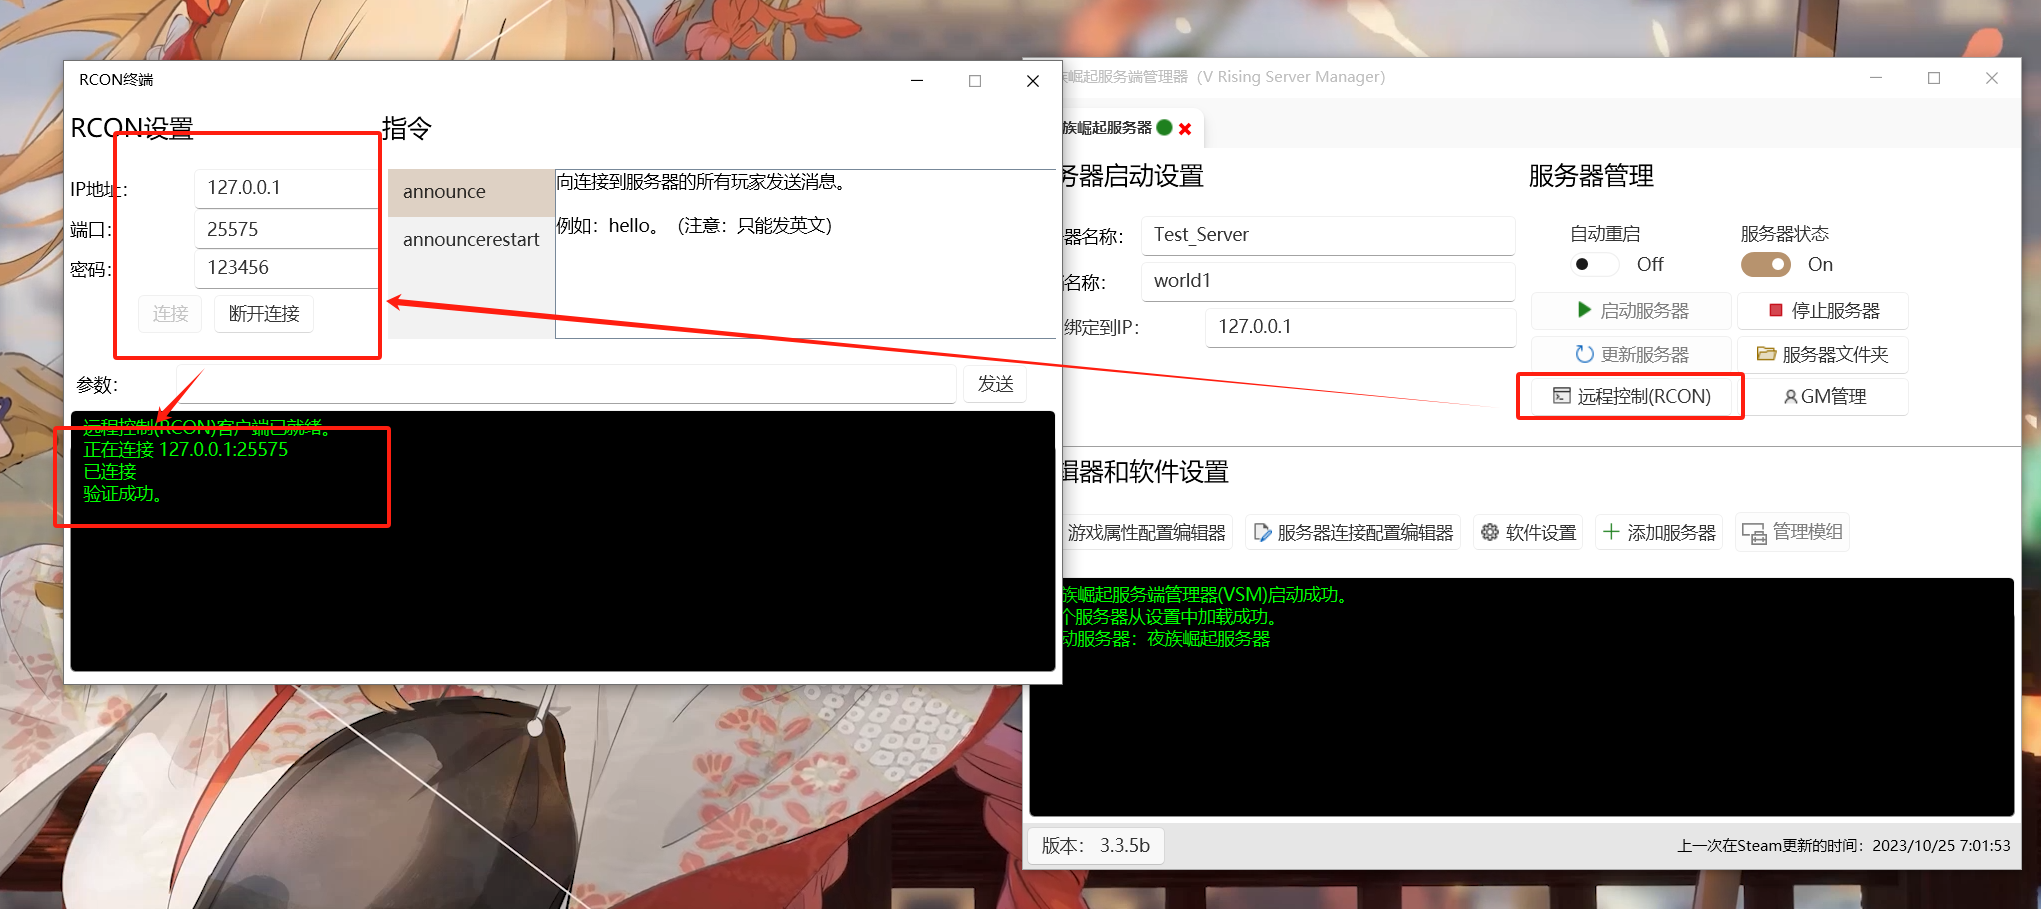 RCON终端
RCON设置
指令
IP地址:
127.0.0.1
端口:
25575
密码:
123456
连接
断开连接
announce
announcerestart
向连接到服务器的所有玩家发送消息。
例如：hello。（注意：只能发英文）
参数:
发送
远程控制(RCON)客户端已就绪。
正在连接 127.0.0.1:25575
已连接
验证成功。
崛起服务端管理器（V Rising Server Manager）
族崛起服务器
务器启动设置
器名称:
Test_Server
名称:
world1
绑定到IP:
127.0.0.1
服务器管理
自动重启
服务器状态
Off
On
启动服务器
停止服务器
更新服务器
服务器文件夹
远程控制(RCON)
GM管理
辑器和软件设置
游戏属性配置编辑器
服务器连接配置编辑器
软件设置
添加服务器
管理模组
族崛起服务端管理器(VSM)启动成功。
个服务器从设置中加载成功。
动服务器：夜族崛起服务器
版本： 3.3.5b
上一次在Steam更新的时间：2023/10/25 7:01:53